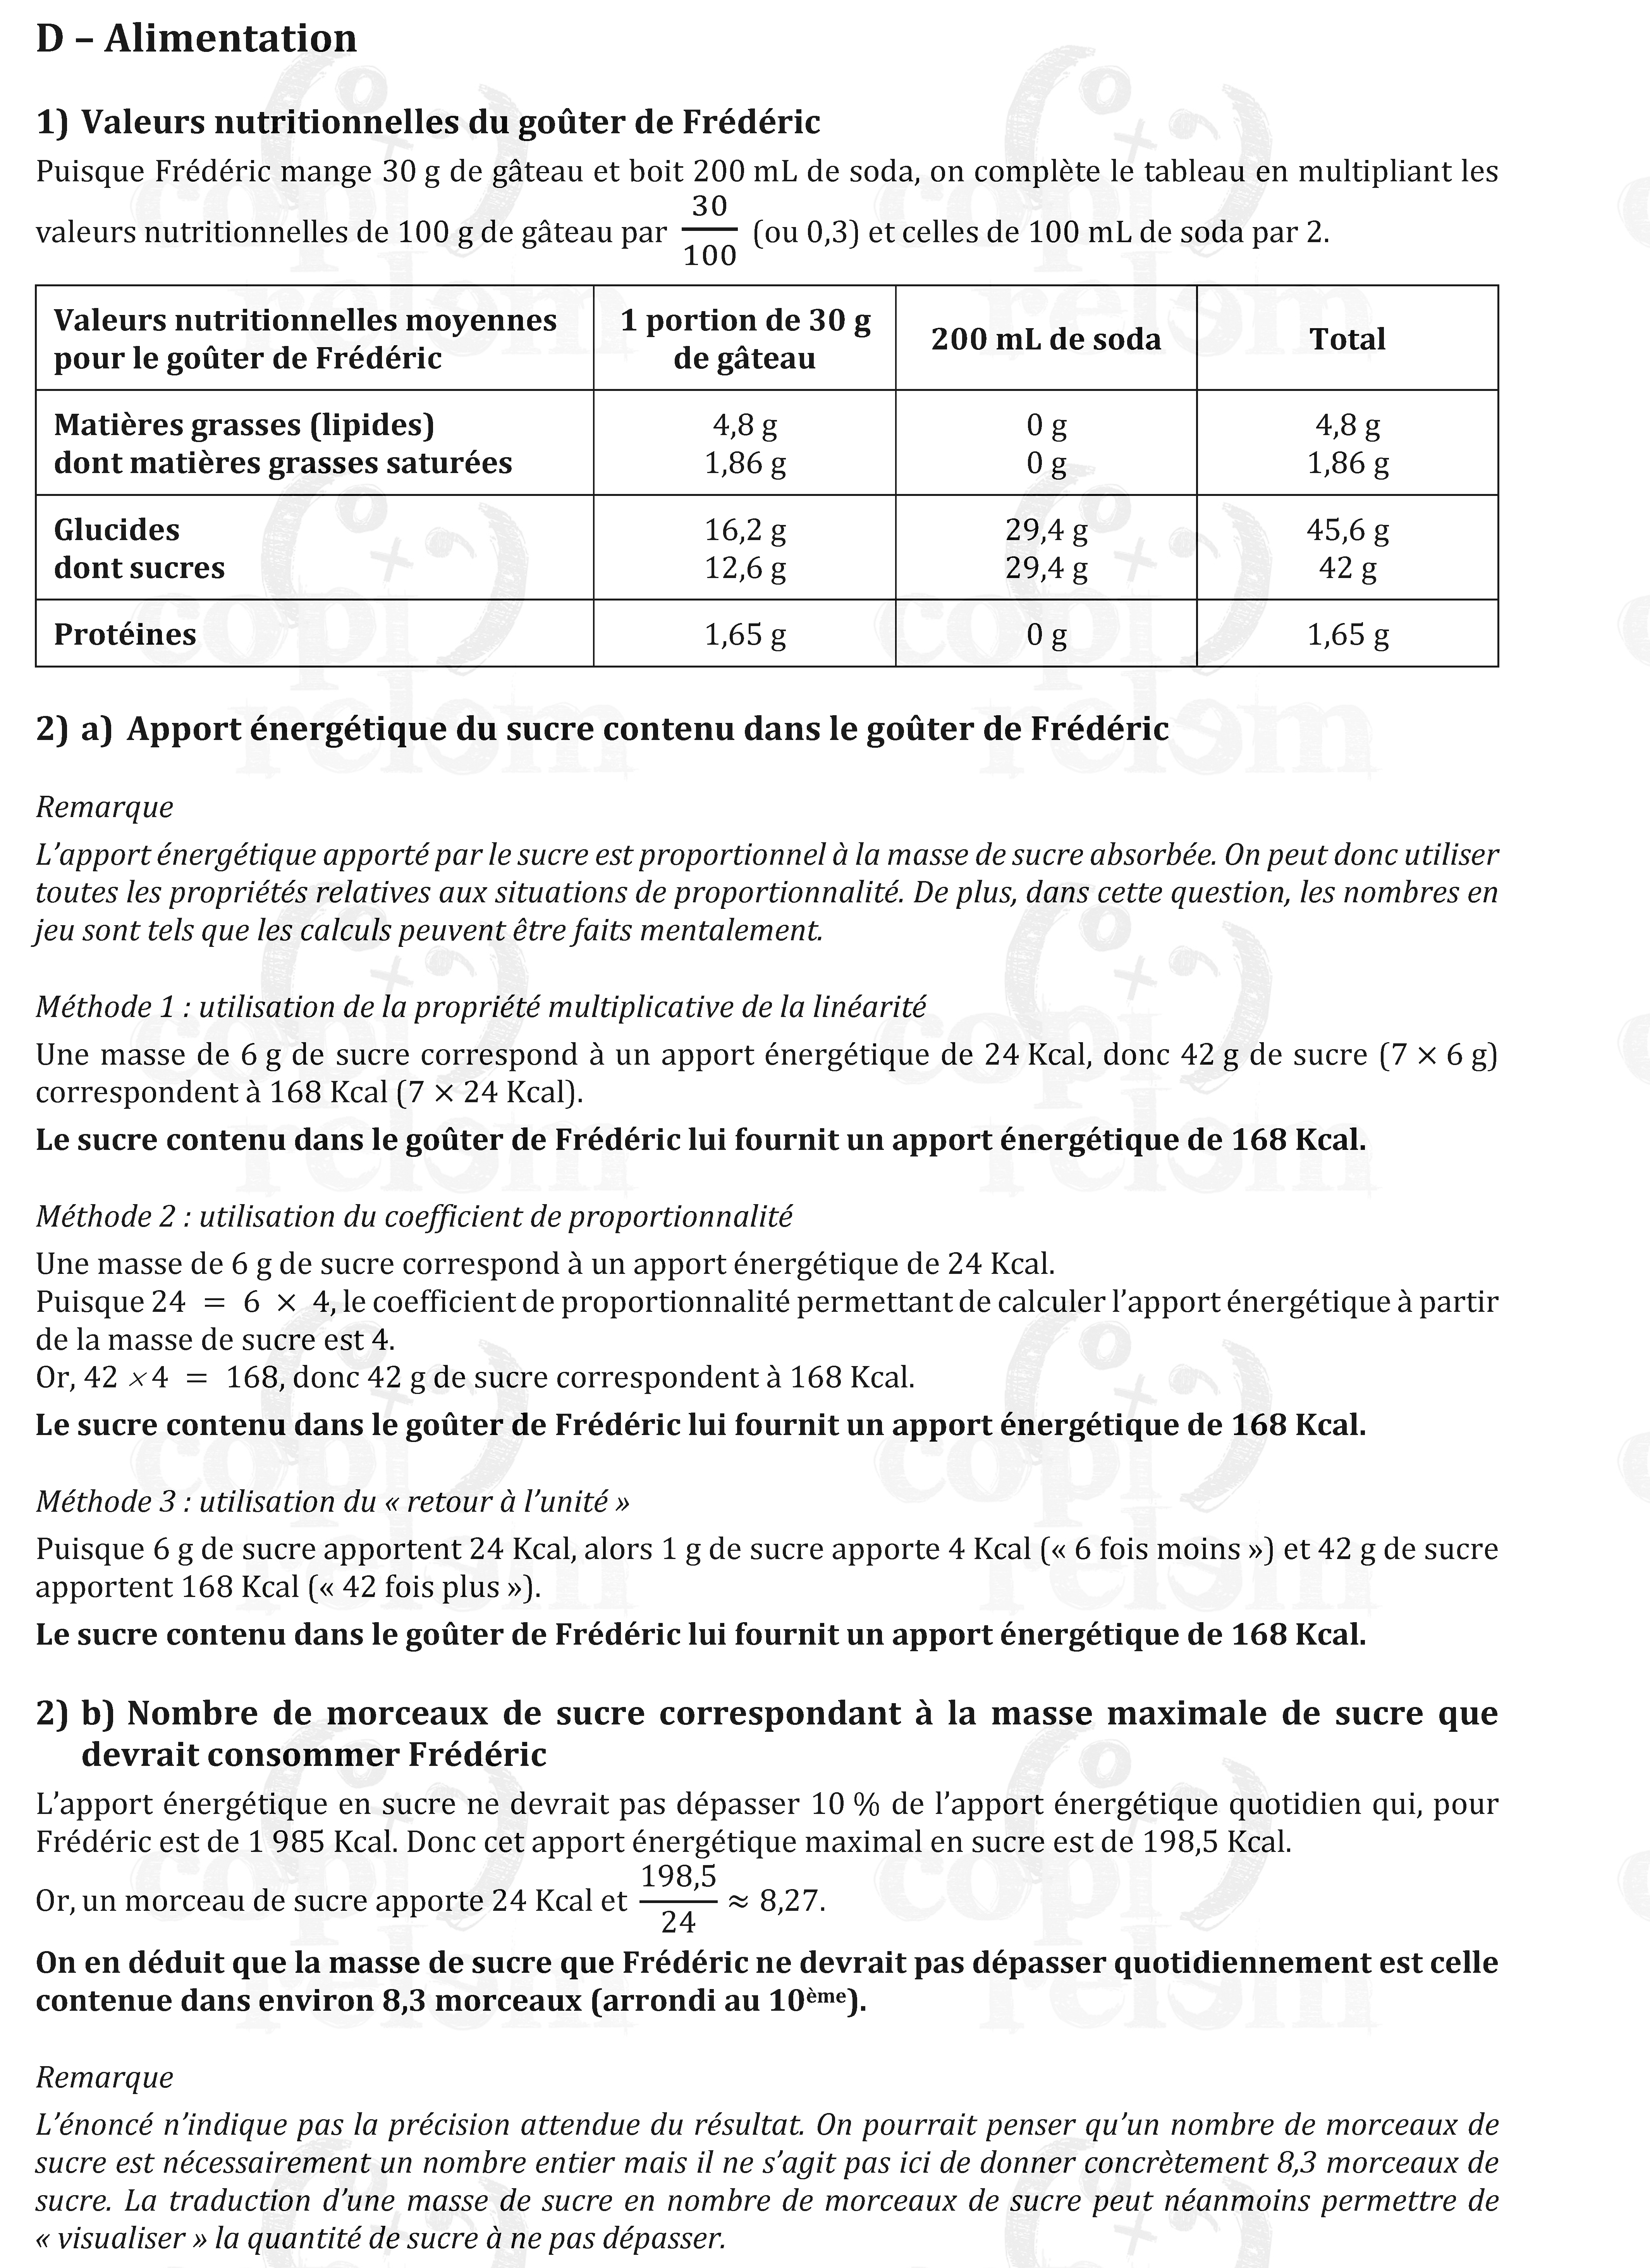 D – Alimentation
1) Valeurs nutritionnelles du goûter de Frédéric
Puisque Frédéric mange 30 g de gâteau et boit 200 mL de soda, on complète le tableau en multipliant les
valeurs nutritionnelles de 100 g de gâteau par 30/100 (ou 0,3) et celles de 100 mL de soda par 2.
Valeurs nutritionnelles moyennes pour le goûter de Frédéric | 1 portion de 30 g de gâteau | 200 mL de soda | Total
Matières grasses (lipides) | 4,8 g | 0 g | 4,8 g
dont matières grasses saturées | 1,86 g | 0 g | 1,86 g
Glucides | 16,2 g | 29,4 g | 45,6 g
dont sucres | 12,6 g | 29,4 g | 42 g
Protéines | 1,65 g | 0 g | 1,65 g
2) a) Apport énergétique du sucre contenu dans le goûter de Frédéric
Remarque
L’apport énergétique apporté par le sucre est proportionnel à la masse de sucre absorbée. On peut donc utiliser
toutes les propriétés relatives aux situations de proportionnalité. De plus, dans cette question, les nombres en
jeu sont tels que les calculs peuvent être faits mentalement.
Méthode 1 : utilisation de la propriété multiplicative de la linéarité
Une masse de 6 g de sucre correspond à un apport énergétique de 24 Kcal, donc 42 g de sucre (7 × 6 g)
correspondent à 168 Kcal (7 × 24 Kcal).
Le sucre contenu dans le goûter de Frédéric lui fournit un apport énergétique de 168 Kcal.
Méthode 2 : utilisation du coefficient de proportionnalité
Une masse de 6 g de sucre correspond à un apport énergétique de 24 Kcal.
Puisque 24 = 6 × 4, le coefficient de proportionnalité permettant de calculer l’apport énergétique à partir
de la masse de sucre est 4.
Or, 42 × 4 = 168, donc 42 g de sucre correspondent à 168 Kcal.
Le sucre contenu dans le goûter de Frédéric lui fournit un apport énergétique de 168 Kcal.
Méthode 3 : utilisation du « retour à l’unité »
Puisque 6 g de sucre apportent 24 Kcal, alors 1 g de sucre apporte 4 Kcal (« 6 fois moins ») et 42 g de sucre
apportent 168 Kcal (« 42 fois plus »).
Le sucre contenu dans le goûter de Frédéric lui fournit un apport énergétique de 168 Kcal.
2) b) Nombre de morceaux de sucre correspondant à la masse maximale de sucre que
devrait consommer Frédéric
L’apport énergétique en sucre ne devrait pas dépasser 10 % de l’apport énergétique quotidien qui, pour
Frédéric est de 1 985 Kcal. Donc cet apport énergétique maximal en sucre est de 198,5 Kcal.
Or, un morceau de sucre apporte 24 Kcal et 198,5/24 ≈ 8,27.
On en déduit que la masse de sucre que Frédéric ne devrait pas dépasser quotidiennement est celle
contenue dans environ 8,3 morceaux (arrondi au 10ème).
Remarque
L’énoncé n’indique pas la précision attendue du résultat. On pourrait penser qu’un nombre de morceaux de
sucre est nécessairement un nombre entier mais il ne s’agit pas ici de donner concrètement 8,3 morceaux de
sucre. La traduction d’une masse de sucre en nombre de morceaux de sucre peut néanmoins permettre de
« visualiser » la quantité de sucre à ne pas dépasser.